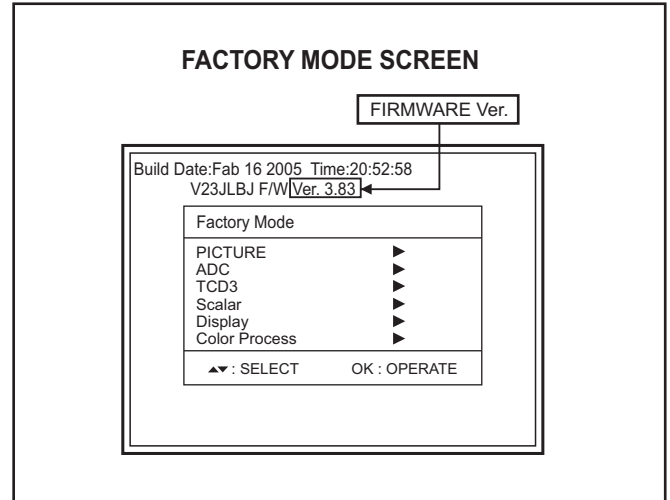 FACTORY MODE SCREEN
FIRMWARE Ver.
Build Date:Fab 16 2005 Time:20:52:58
V23JLBJ F/W Ver. 3.83
Factory Mode
PICTURE ▶
ADC ▶
TCD3 ▶
Scalar ▶
Display ▶
Color Process ▶
▲▼ : SELECT OK : OPERATE